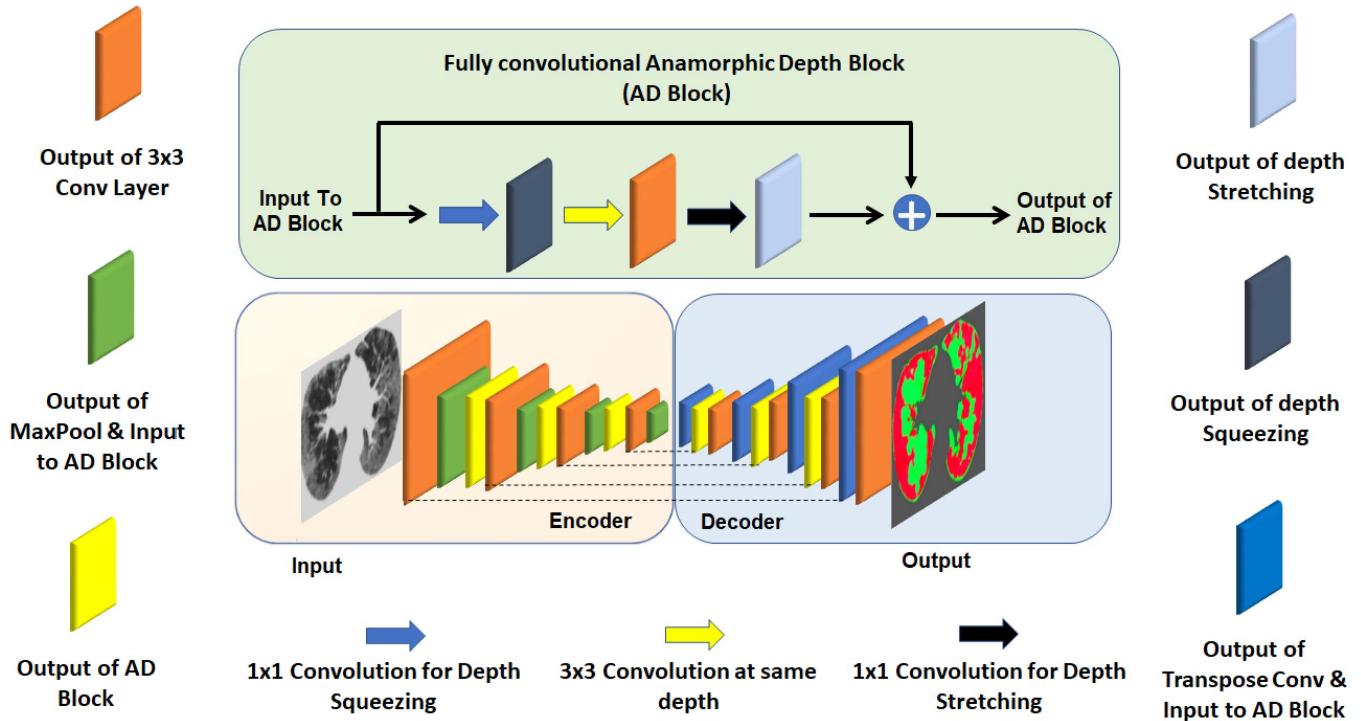 Fully convolutional Anamorphic Depth Block
(AD Block)
Output of 3x3
Conv Layer
Input To
AD Block
Output of
AD Block
Output of depth
Stretching
Output of
MaxPool & Input
to AD Block
Output of depth
Squeezing
Encoder
Decoder
Input
Output
Output of AD
Block
1x1 Convolution for Depth
Squeezing
3x3 Convolution at same
depth
1x1 Convolution for Depth
Stretching
Output of
Transpose Conv &
Input to AD Block